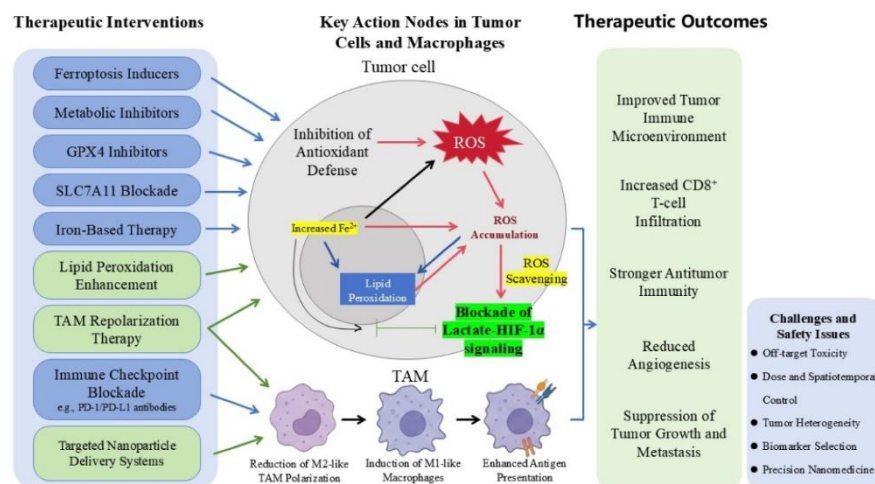 Therapeutic Interventions
Ferroptosis Inducers
Metabolic Inhibitors
GPX4 Inhibitors
SLC7A11 Blockade
Iron-Based Therapy
Lipid Peroxidation
Enhancement
TAM Repolarization
Therapy
Immune Checkpoint
Blockade
e.g., PD-1/PD-L1 antibodies
Targeted Nanoparticle
Delivery Systems
Key Action Nodes in Tumor
Cells and Macrophages
Tumor cell
Inhibition of
Antioxidant
Defense
ROS
Increased Fe²⁺
ROS
Accumulation
Lipid
Peroxidation
ROS
Scavenging
Blockade of
Lactate-HIF-1α
signaling
TAM
Reduction of M2-like
TAM Polarization
Induction of M1-like
Macrophages
Enhanced Antigen
Presentation
Therapeutic Outcomes
Improved Tumor
Immune
Microenvironment
Increased CD8⁺
T-cell
Infiltration
Stronger Antitumor
Immunity
Reduced
Angiogenesis
Suppression of
Tumor Growth and
Metastasis
Challenges and
Safety Issues
● Off-target Toxicity
● Dose and Spatiotemporal
Control
● Tumor Heterogeneity
● Biomarker Selection
● Precision Nanomedicine